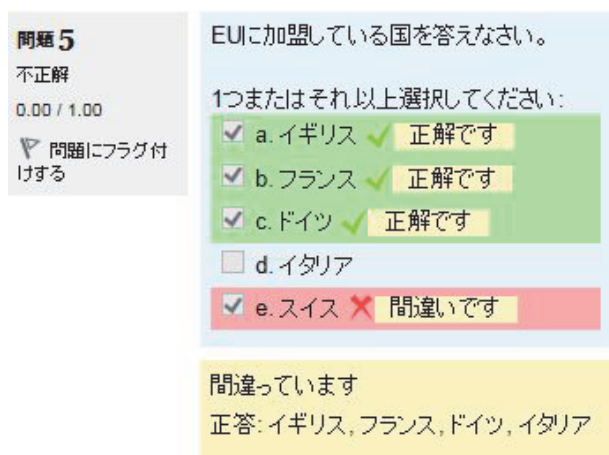 問題 5
不正解
0.00 / 1.00
問題にフラグ付
けする
EUに加盟している国を答えなさい。
1つまたはそれ以上選択してください:
a. イギリス 正解です
b. フランス 正解です
c. ドイツ 正解です
d. イタリア
e. スイス 間違いです
間違っています
正答: イギリス, フランス, ドイツ, イタリア